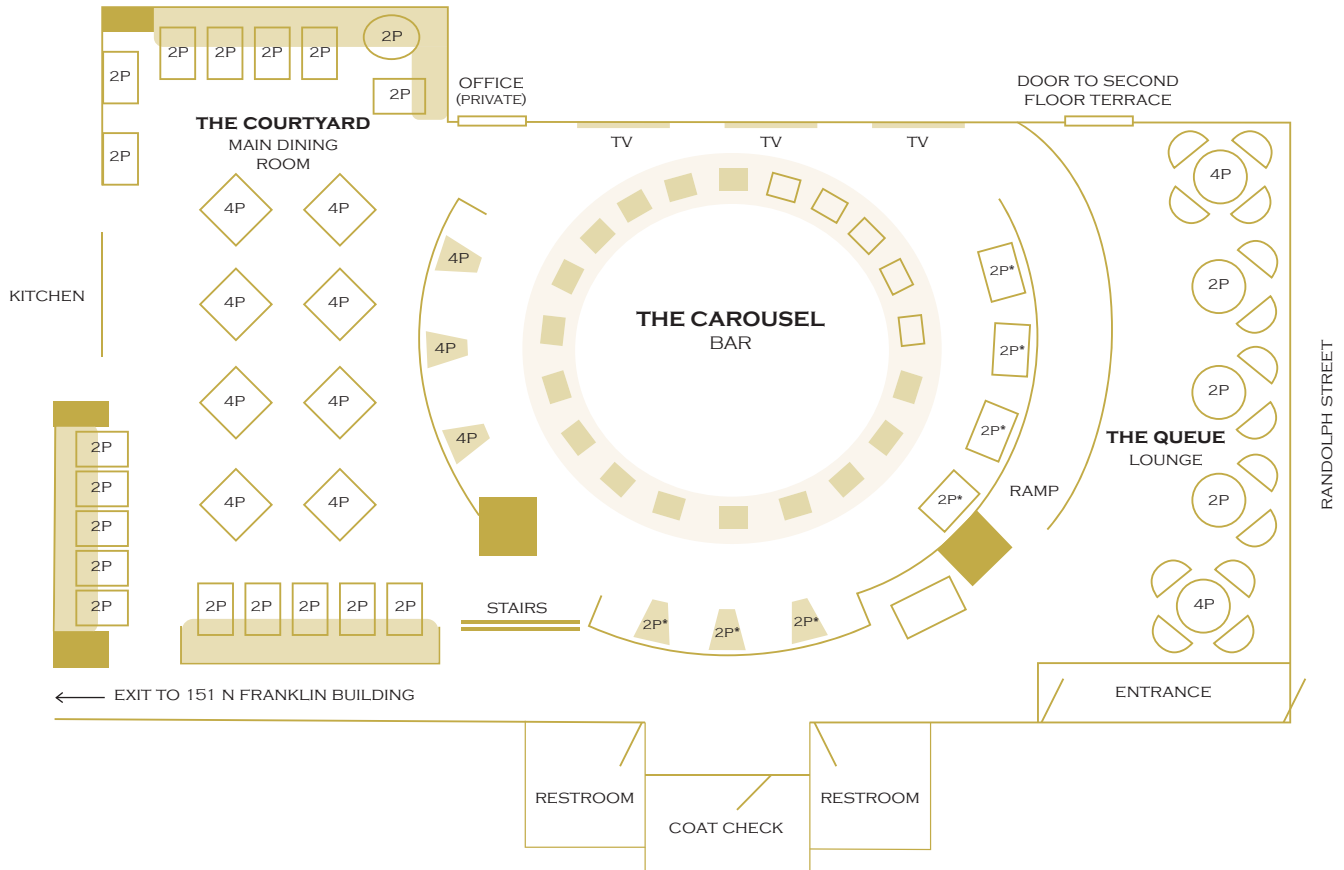 2P
2P 2P 2P 2P
2P
2P
2P
OFFICE
(PRIVATE)
DOOR TO SECOND
FLOOR TERRACE
THE COURTYARD
MAIN DINING
ROOM
TV
TV
TV
2P
4P
4P 4P
4P
2P*
2P
KITCHEN
4P 4P
THE CAROUSEL
BAR
4P
2P*
RANDOLPH STREET
2P
4P 4P
4P
2P*
THE QUEUE
LOUNGE
2P
2P
2P
2P
2P
4P 4P
2P*
RAMP
2P
2P
2P 2P 2P 2P 2P
STAIRS
2P* 2P* 2P*
4P
EXIT TO 151 N FRANKLIN BUILDING
ENTRANCE
RESTROOM
COAT CHECK
RESTROOM